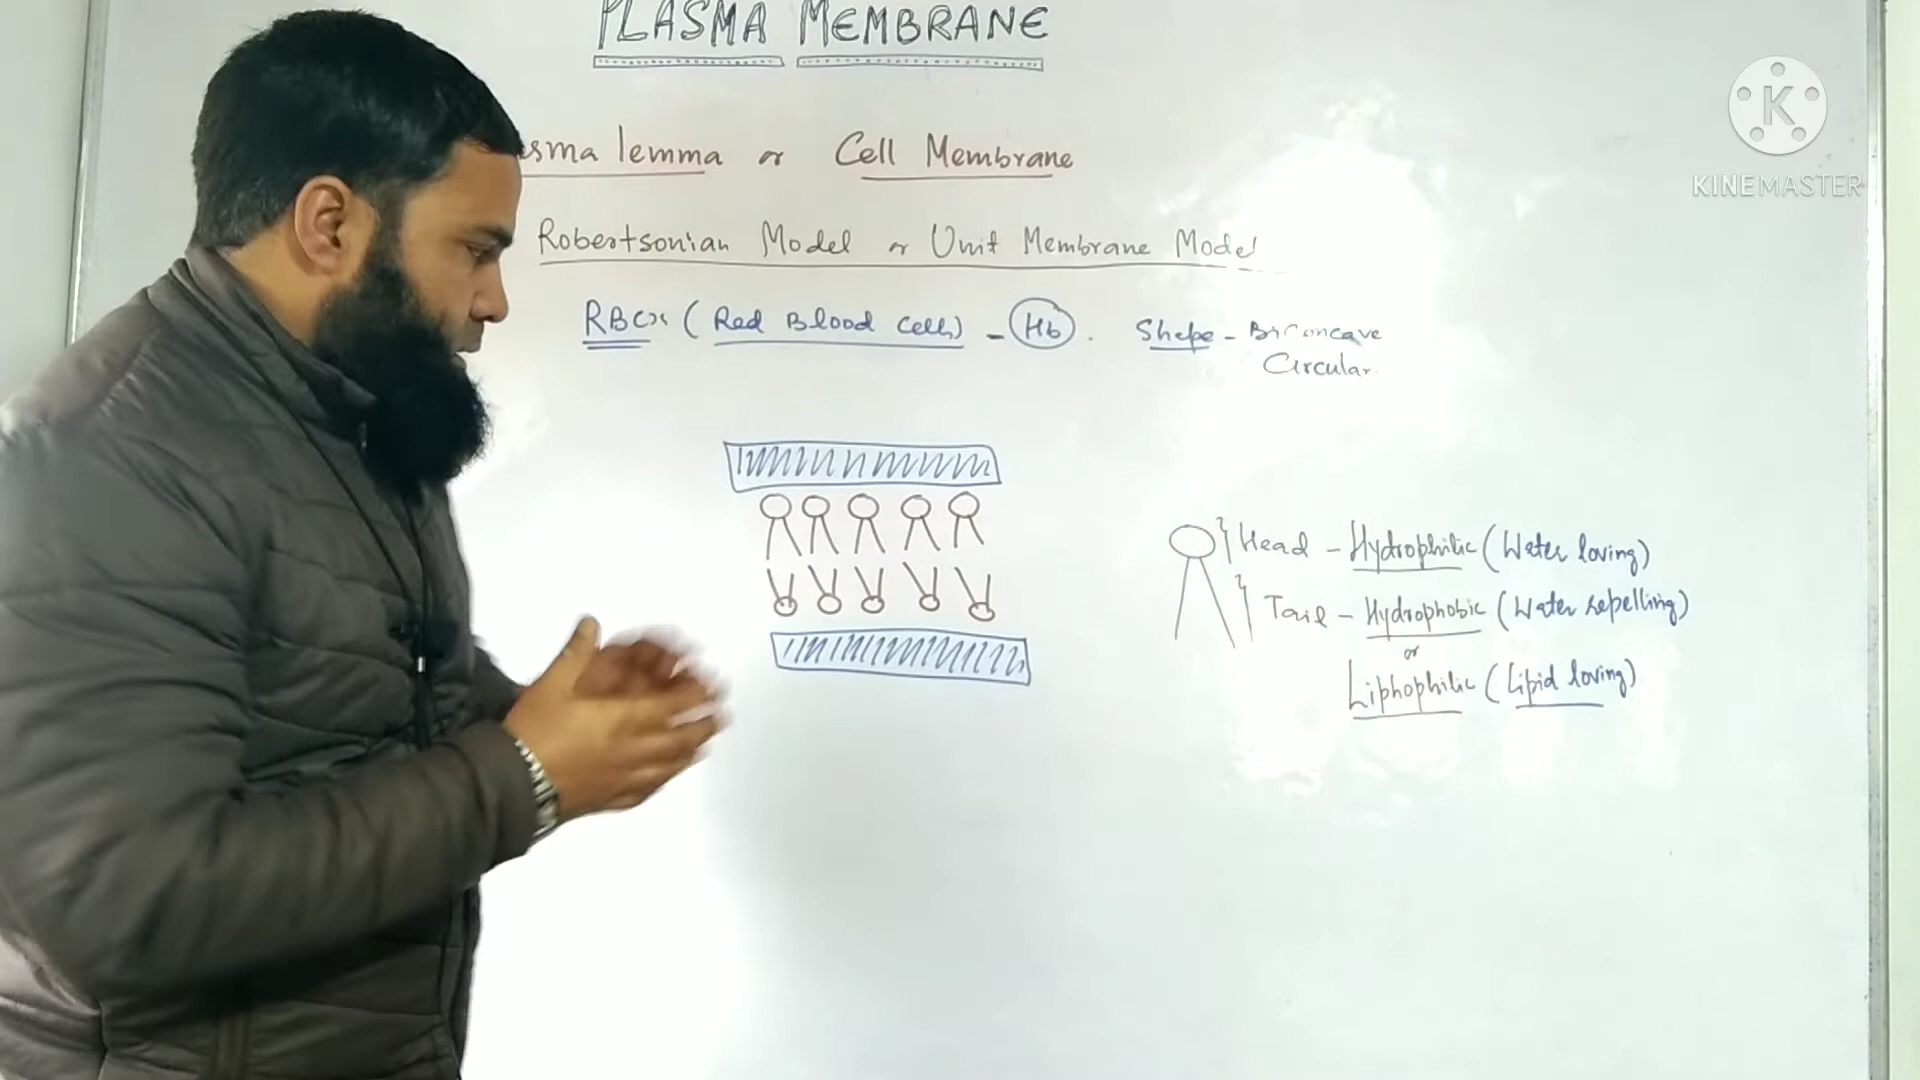 PLASMA MEMBRANE
sma lemma or Cell Membrane
Robertsonian Model or Unit Membrane Model
RBCs (Red Blood Cells) - Hb. Shape - Biconcave
Circular.
Head - Hydrophilic (Water loving)
Tail - Hydrophobic (Water repelling)
or
Liphophilic (Lipid loving)
K
KINEMASTER